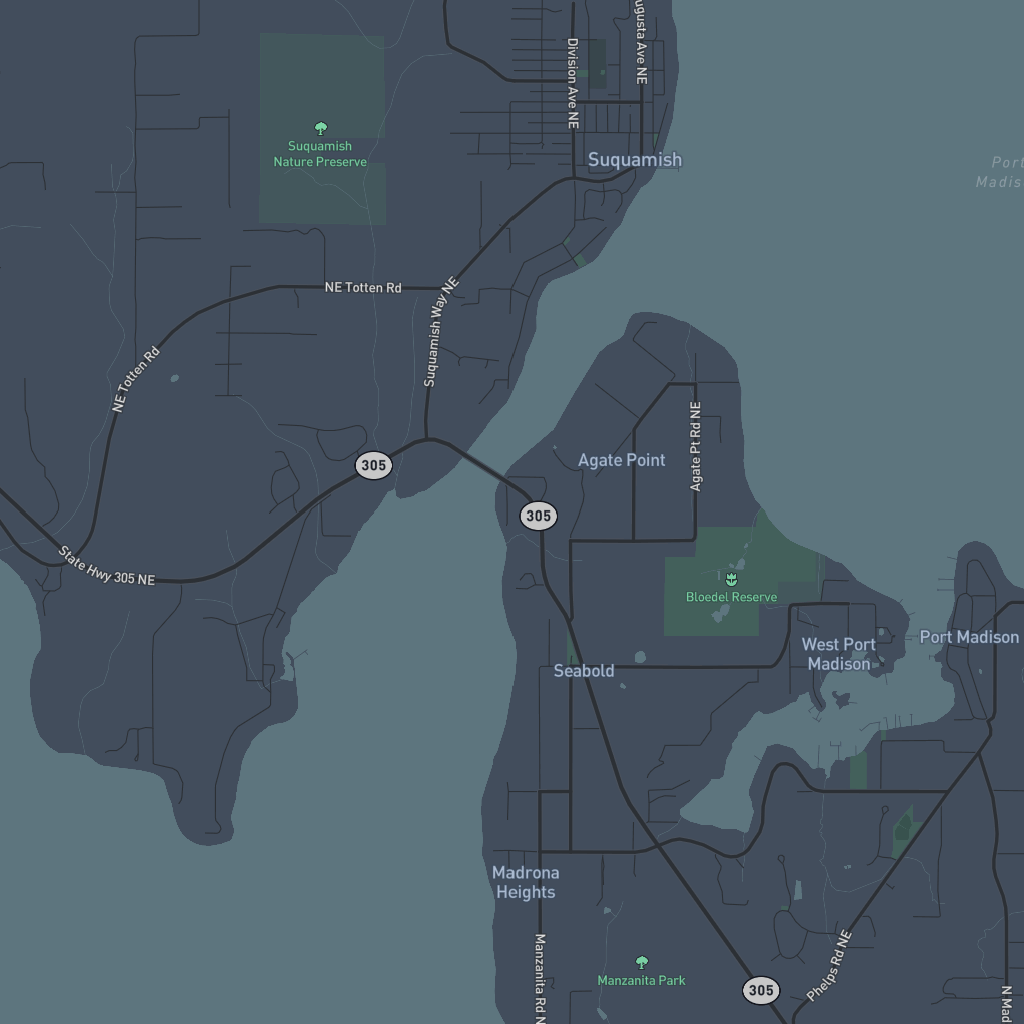 Augusta Ave NE
Division Ave NE
Suquamish
Nature Preserve
Suquamish
Port
Madis
NE Totten Rd
Suquamish Way NE
NE Totten Rd
Agate Pt Rd NE
Agate Point
305
305
State Hwy 305 NE
Bloedel Reserve
West Port
Madison
Port Madison
Seabold
Madrona
Heights
Manzanita Rd N
Manzanita Park
Phelps Rd NE
305
N Mad